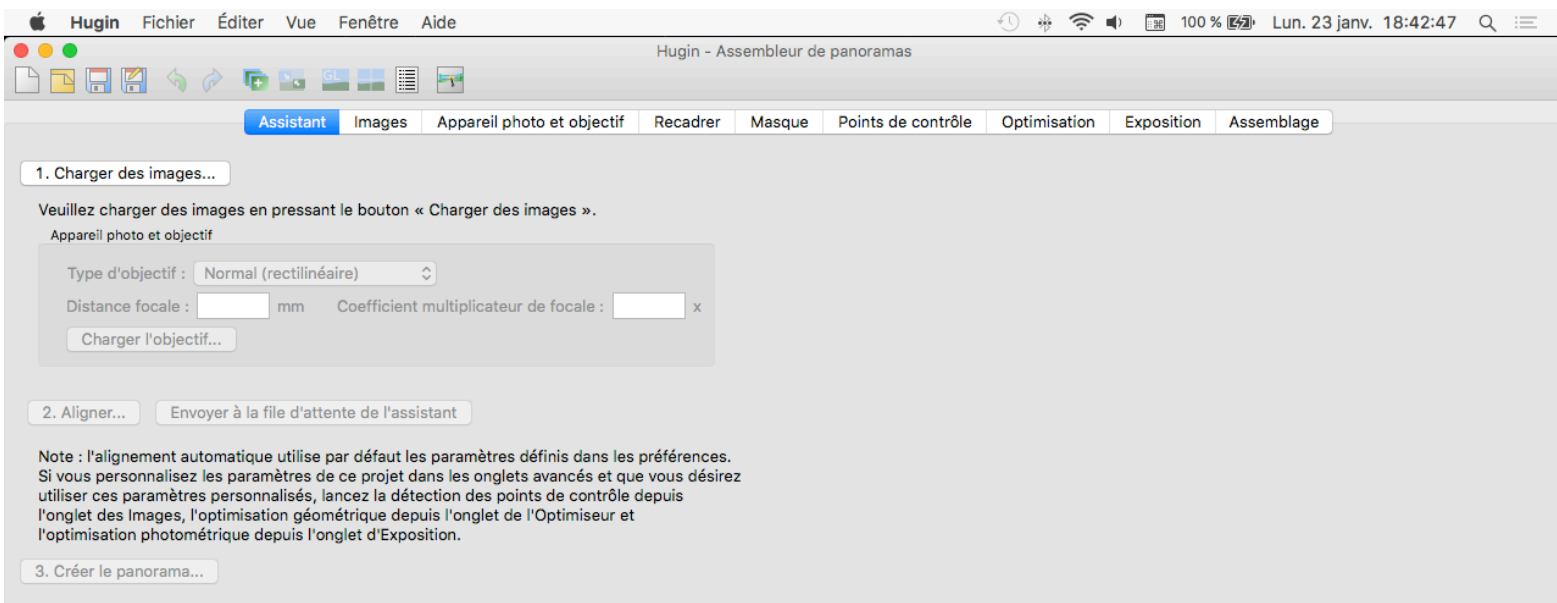 Hugin Fichier Éditer Vue Fenêtre Aide 100 % Lun. 23 janv. 18:42:47
Hugin - Assembleur de panoramas
GL
Assistant Images Appareil photo et objectif Recadrer Masque Points de contrôle Optimisation Exposition Assemblage
1. Charger des images...
Veuillez charger des images en pressant le bouton « Charger des images ».
Appareil photo et objectif
Type d'objectif : Normal (rectilinéaire)
Distance focale : mm Coefficient multiplicateur de focale : x
Charger l'objectif...
2. Aligner... Envoyer à la file d'attente de l'assistant
Note : l'alignement automatique utilise par défaut les paramètres définis dans les préférences.
Si vous personnalisez les paramètres de ce projet dans les onglets avancés et que vous désirez
utiliser ces paramètres personnalisés, lancez la détection des points de contrôle depuis
l'onglet des Images, l'optimisation géométrique depuis l'onglet de l'Optimiseur et
l'optimisation photométrique depuis l'onglet d'Exposition.
3. Créer le panorama...